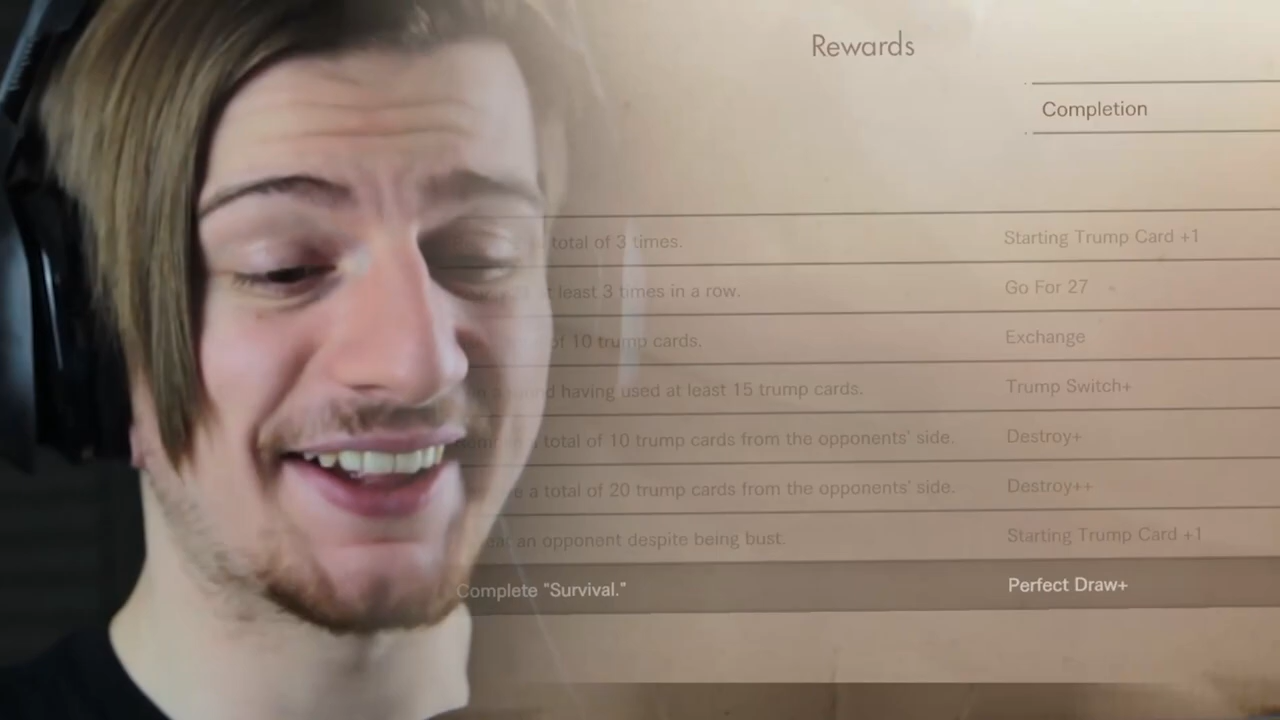 Rewards
Completion
total of 3 times.
Starting Trump Card +1
least 3 times in a row.
Go For 27
of 10 trump cards.
Exchange
having used at least 15 trump cards.
Trump Switch+
total of 10 trump cards from the opponents' side.
Destroy+
a total of 20 trump cards from the opponents' side.
Destroy++
an opponent despite being bust.
Starting Trump Card +1
Complete "Survival."
Perfect Draw+